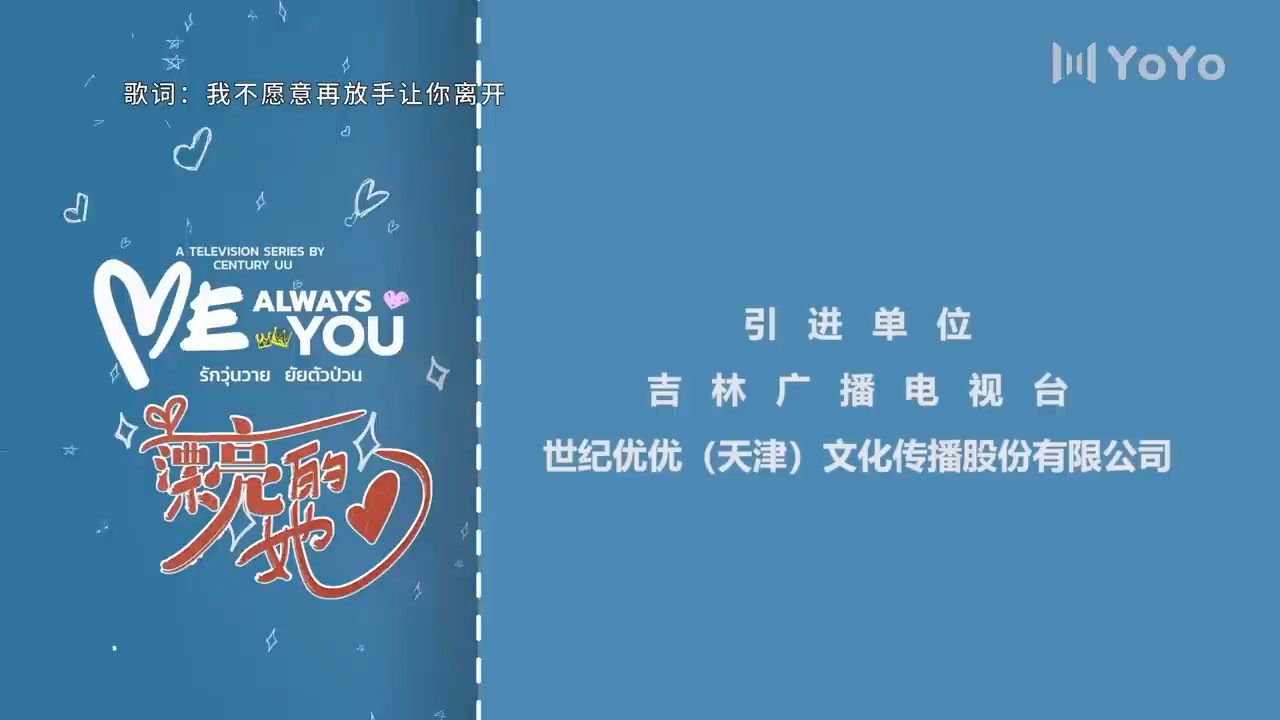 歌词：我不愿意再放手让你离开
YoYo
A TELEVISION SERIES BY
CENTURY UU
ME ALWAYS
YOU
รักวุ่นวาย ยัยตัวป่วน
漂亮的
她
引进单位
吉林广播电视台
世纪优优（天津）文化传播股份有限公司